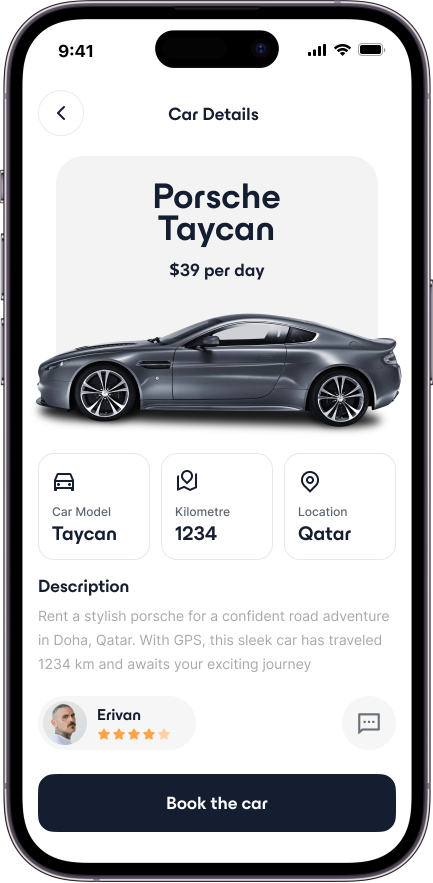 9:41
Car Details
Porsche
Taycan
$39 per day
Car Model
Taycan
Kilometre
1234
Location
Qatar
Description
Rent a stylish porsche for a confident road adventure
in Doha, Qatar. With GPS, this sleek car has traveled
1234 km and awaits your exciting journey
Erivan
Book the car